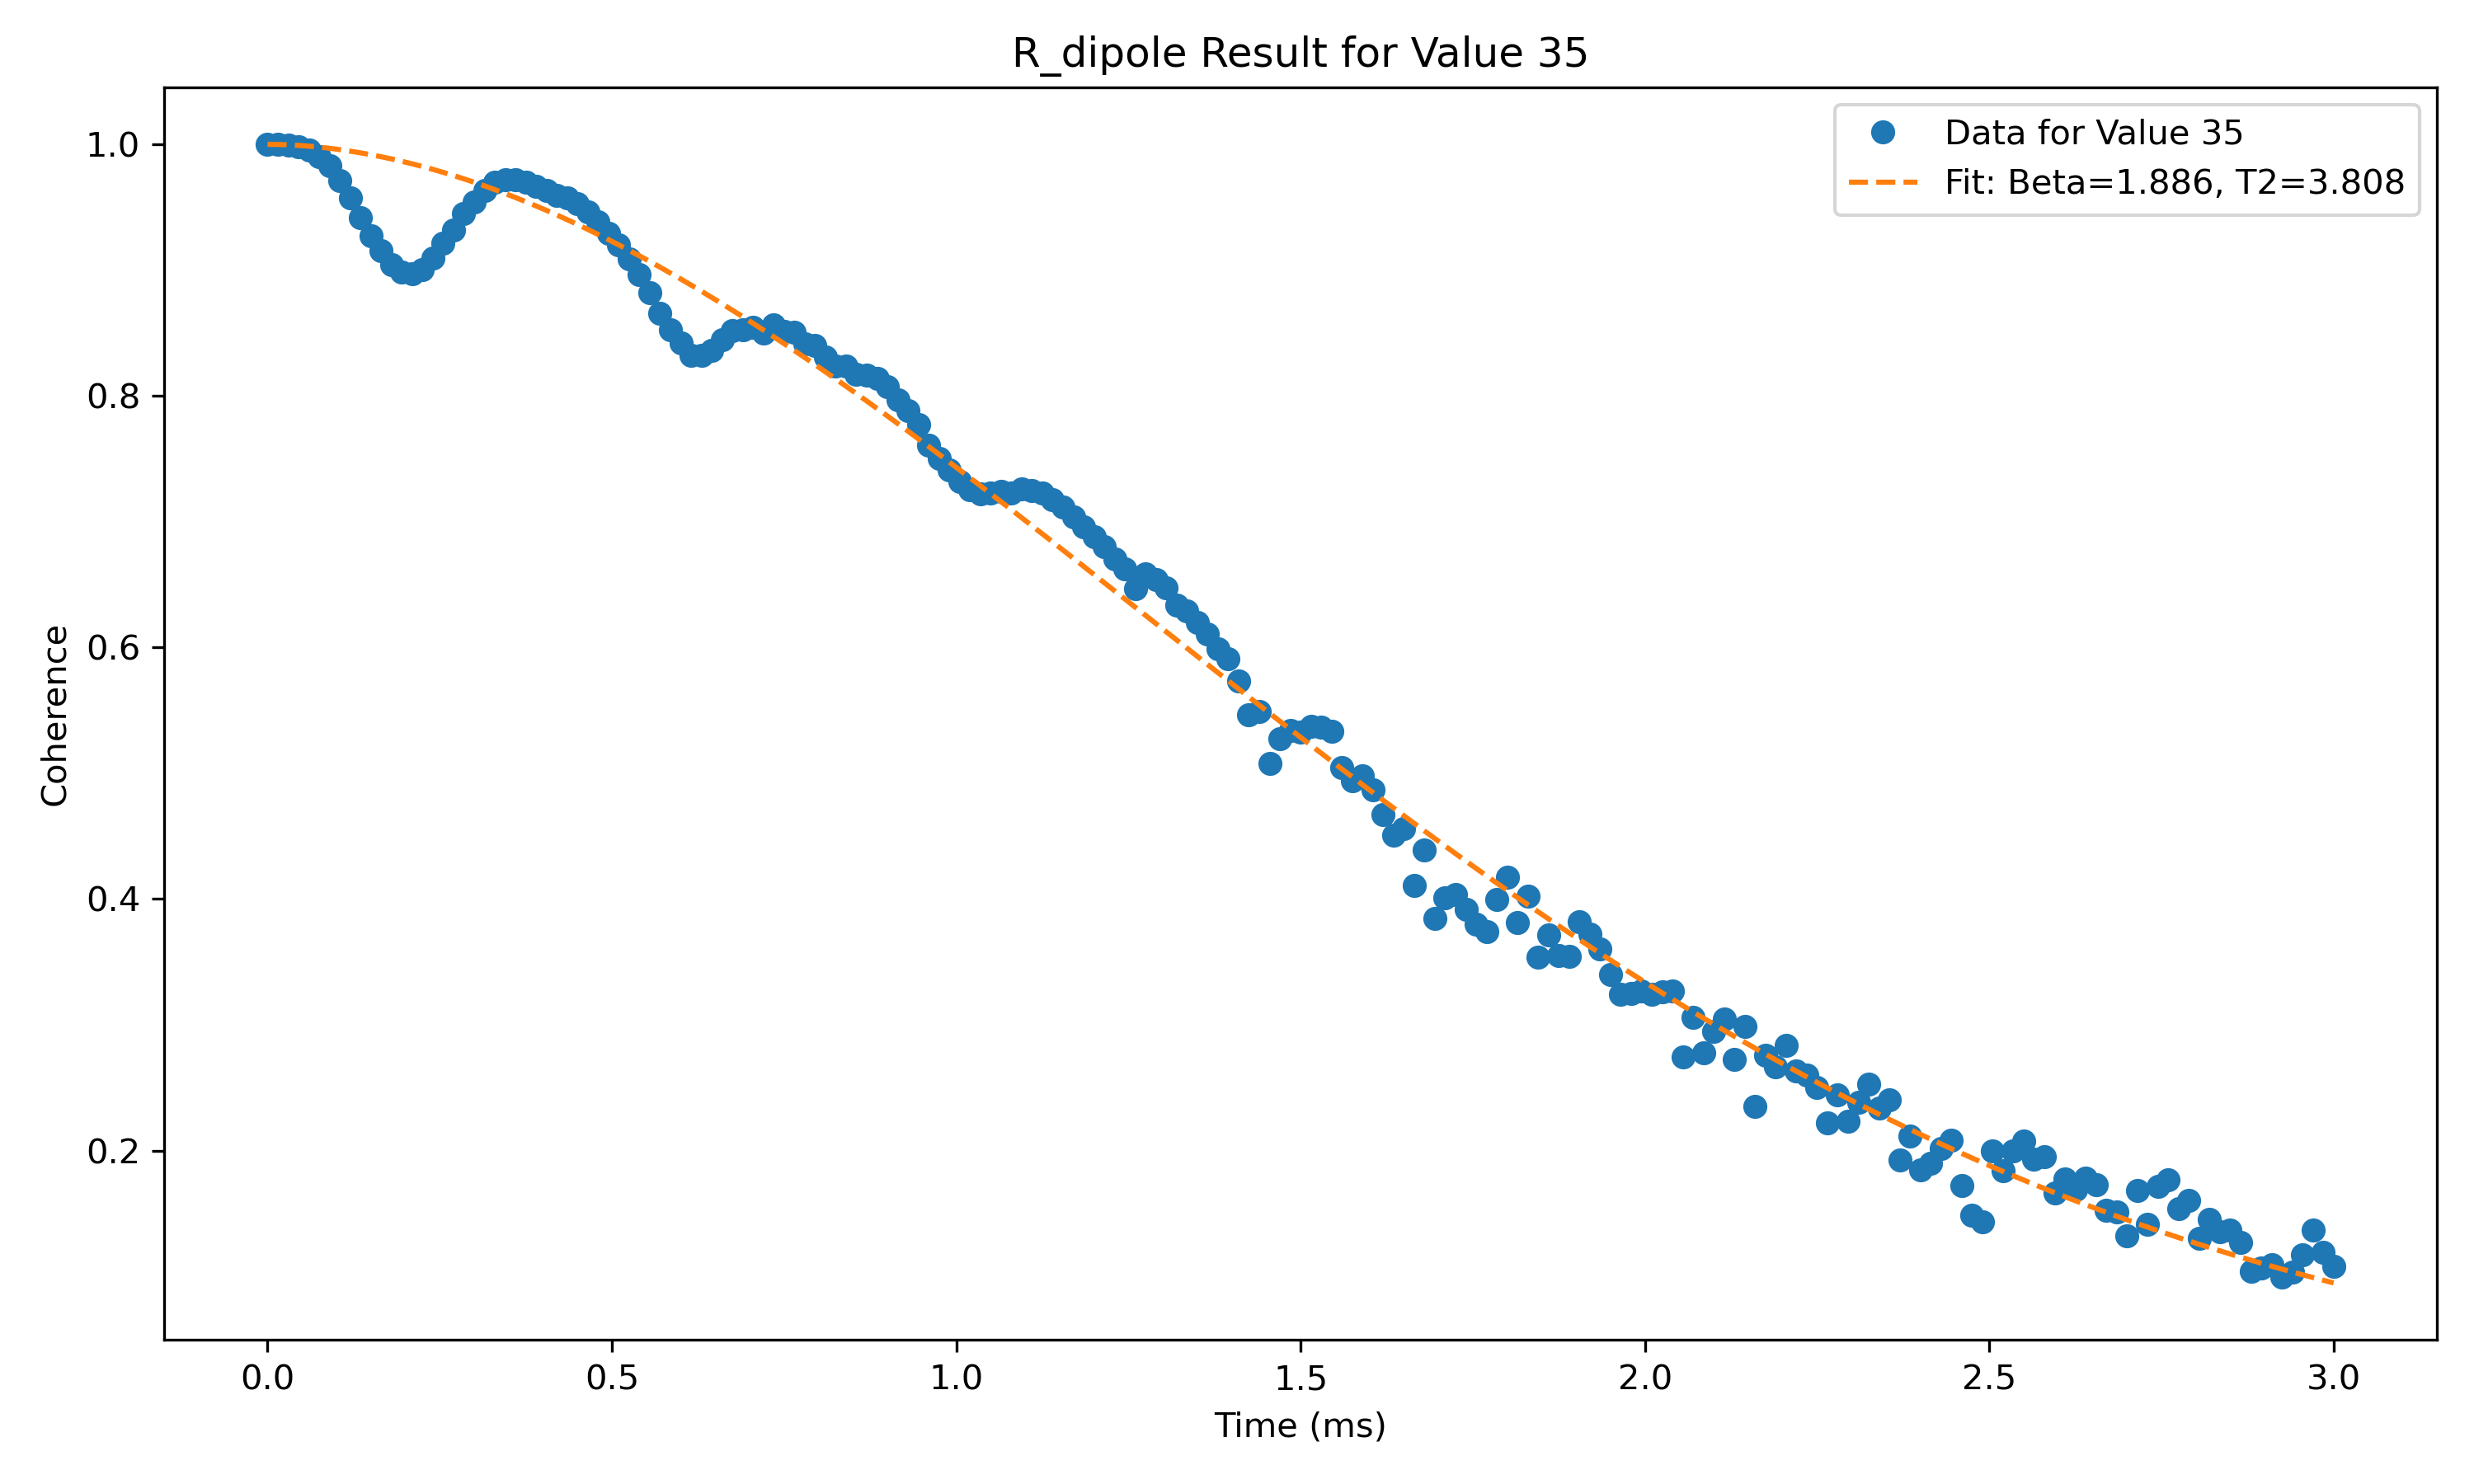 R_dipole Result for Value 35
Data for Value 35
Fit: Beta=1.886, T2=3.808
Coherence
1.0
0.8
0.6
0.4
0.2
0.0 0.5 1.0 1.5 2.0 2.5 3.0
Time (ms)